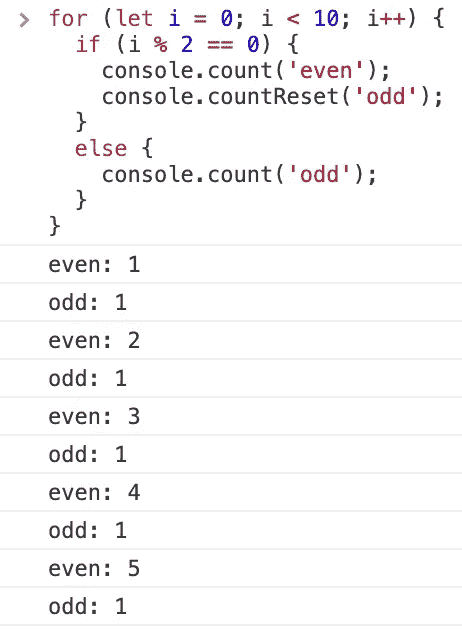 > for (let i = 0; i < 10; i++) {
if (i % 2 == 0) {
console.count('even');
console.countReset('odd');
}
else {
console.count('odd');
}
}
even: 1
odd: 1
even: 2
odd: 1
even: 3
odd: 1
even: 4
odd: 1
even: 5
odd: 1